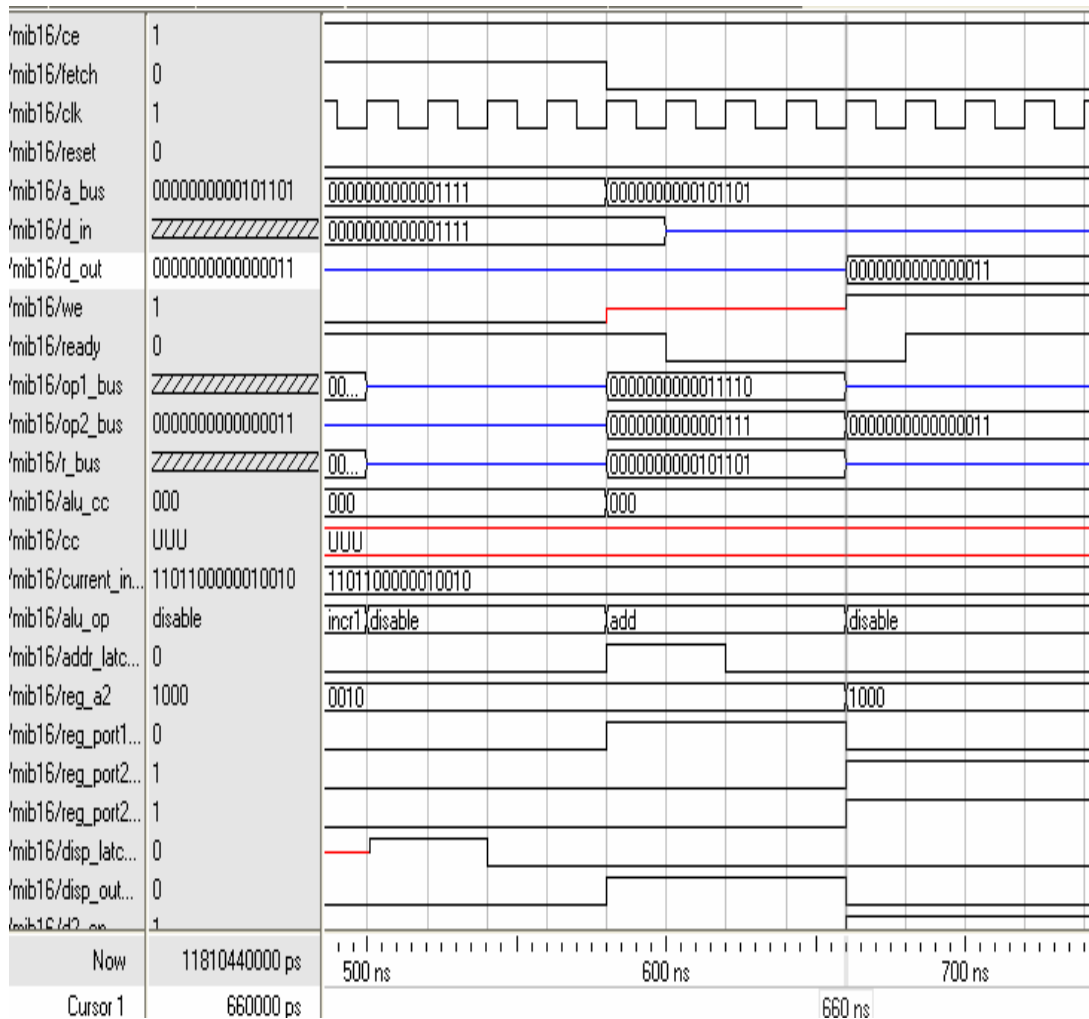 /mib16/ce 1
/mib16/fetch 0
/mib16/clk 1
/mib16/reset 0
/mib16/a_bus 0000000000101101 0000000000001111 0000000000101101
/mib16/d_in 0000000000001111
/mib16/d_out 0000000000000011 0000000000000011
/mib16/we 1
/mib16/ready 0
/mib16/op1_bus 00... 0000000000011110
/mib16/op2_bus 0000000000000011 0000000000001111 0000000000000011
/mib16/r_bus 00... 0000000000101101
/mib16/alu_cc 000 000 000
/mib16/cc UUU UUU
/mib16/current_in... 1101100000010010 1101100000010010
/mib16/alu_op disable incr1 disable add disable
/mib16/addr_latc... 0
/mib16/reg_a2 1000 0010 1000
/mib16/reg_port1... 0
/mib16/reg_port2... 1
/mib16/reg_port2... 1
/mib16/disp_latc... 0
/mib16/disp_out... 0
Now 11810440000 ps 500 ns 600 ns 700 ns
Cursor 1 660000 ps 660 ns